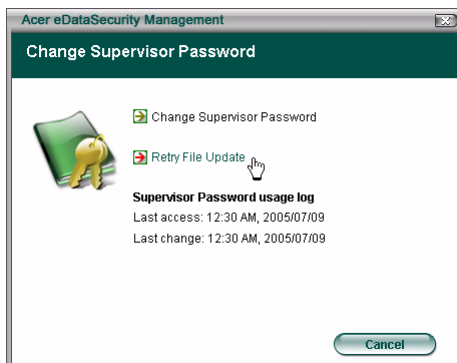 Acer eDataSecurity Management
Change Supervisor Password
Change Supervisor Password
Retry File Update
Supervisor Password usage log
Last access: 12:30 AM, 2005/07/09
Last change: 12:30 AM, 2005/07/09
Cancel